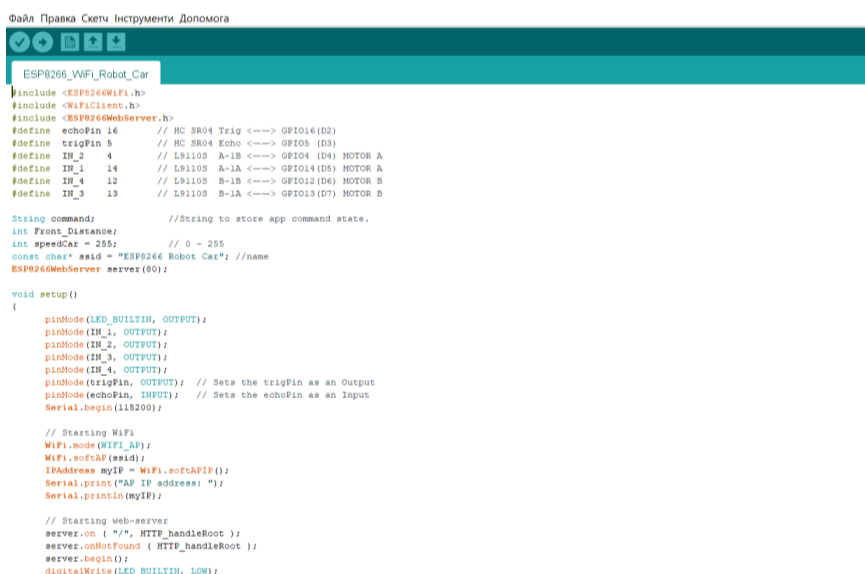 Файл Правка Скетч Інструменти Допомога
ESP8266_WiFi_Robot_Car
#include <ESP8266WiFi.h>
#include <WiFiClient.h>
#include <ESP8266WebServer.h>
#define echoPin 16 // HC SR04 Trig <---> GPIO16(D2)
#define trigPin 5 // HC SR04 Echo <---> GPIO5 (D3)
#define IN_2 4 // L9110S A-1B <---> GPIO4 (D4) MOTOR A
#define IN_1 14 // L9110S A-1A <---> GPIO14(D5) MOTOR A
#define IN_4 12 // L9110S B-1B <---> GPIO12(D6) MOTOR B
#define IN_3 13 // L9110S B-1A <---> GPIO13(D7) MOTOR B
String command; //String to store app command state.
int Front_Distance;
int speedCar = 255; // 0 - 255
const char* ssid = "ESP8266 Robot Car"; //name
ESP8266WebServer server(80);
void setup()
{
pinMode(LED_BUILTIN, OUTPUT);
pinMode(IN_1, OUTPUT);
pinMode(IN_2, OUTPUT);
pinMode(IN_3, OUTPUT);
pinMode(IN_4, OUTPUT);
pinMode(trigPin, OUTPUT); // Sets the trigPin as an Output
pinMode(echoPin, INPUT); // Sets the echoPin as an Input
Serial.begin(115200);
// Starting WiFi
WiFi.mode(WIFI_AP);
WiFi.softAP(ssid);
IPAddress myIP = WiFi.softAPIP();
Serial.print("AP IP address: ");
Serial.println(myIP);
// Starting web-server
server.on ( "/", HTTP_handleRoot );
server.onNotFound ( HTTP_handleRoot );
server.begin();
digitalWrite(LED_BUILTIN, LOW);